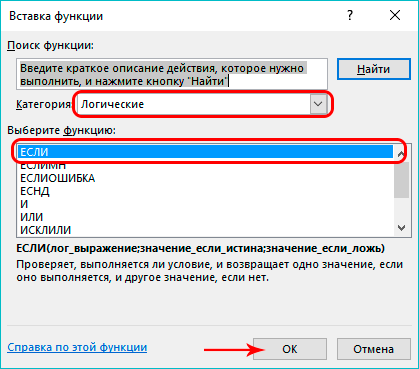 Вставка функции
?
Поиск функции:
Введите краткое описание действия, которое нужно
выполнить, и нажмите кнопку "Найти"
Найти
Категория: Логические
Выберите функцию:
ЕСЛИ
ЕСЛИМН
ЕСЛИОШИБКА
ЕСНД
И
ИЛИ
ИСКЛИЛИ
ЕСЛИ(лог_выражение;значение_если_истина;значение_если_ложь)
Проверяет, выполняется ли условие, и возвращает одно значение, если
оно выполняется, и другое значение, если нет.
Справка по этой функции
ОК
Отмена